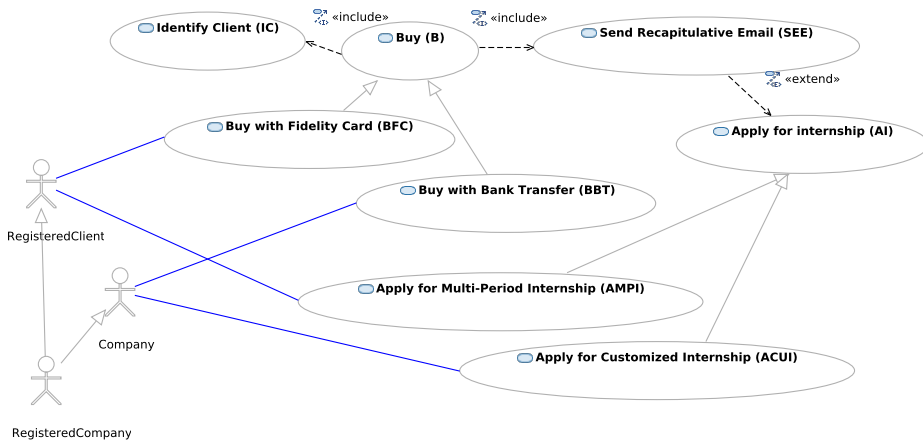 «include»
«include»
Identify Client (IC)
Buy (B)
Send Recapitulative Email (SEE)
«extend»
Buy with Fidelity Card (BFC)
Apply for internship (AI)
Buy with Bank Transfer (BBT)
RegisteredClient
Apply for Multi-Period Internship (AMPI)
Company
Apply for Customized Internship (ACUI)
RegisteredCompany